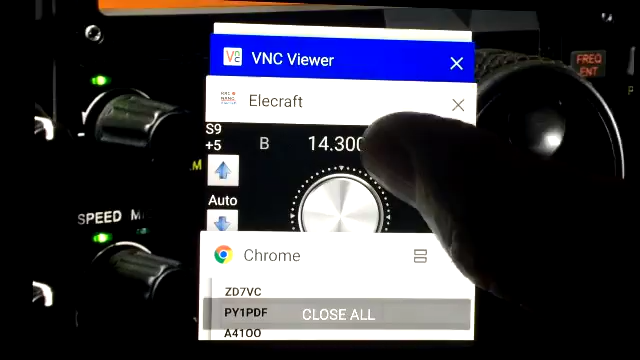 VNC Viewer
FREQ
ENT
Elecraft
S9
+5
B
14.300
Auto
SPEED
Chrome
ZD7VC
PY1PDF
CLOSE ALL
A41OO